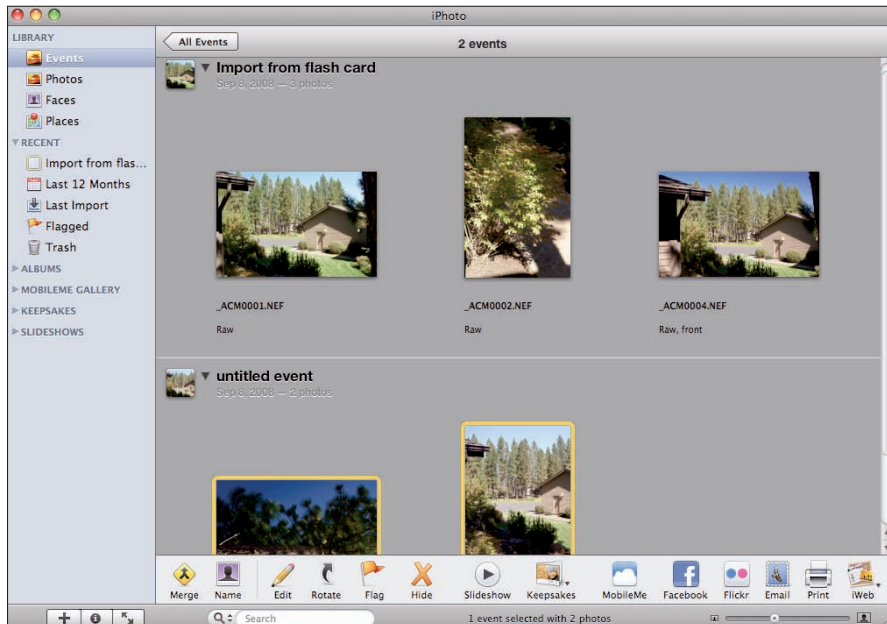 iPhoto
LIBRARY
Events
Photos
Faces
Places
RECENT
Import from flas...
Last 12 Months
Last Import
Flagged
Trash
ALBUMS
MOBILEME GALLERY
KEEPSAKES
SLIDESHOWS
All Events
2 events
Import from flash card
Sep 8, 2008 — 3 photos
_ACM0001.NEF
_ACM0002.NEF
_ACM0004.NEF
Raw
Raw
Raw, front
untitled event
Sep 8, 2008 — 2 photos
Merge
Name
Edit
Rotate
Flag
Hide
Slideshow
Keepsakes
MobileMe
Facebook
Flickr
Email
Print
iWeb
Search
1 event selected with 2 photos